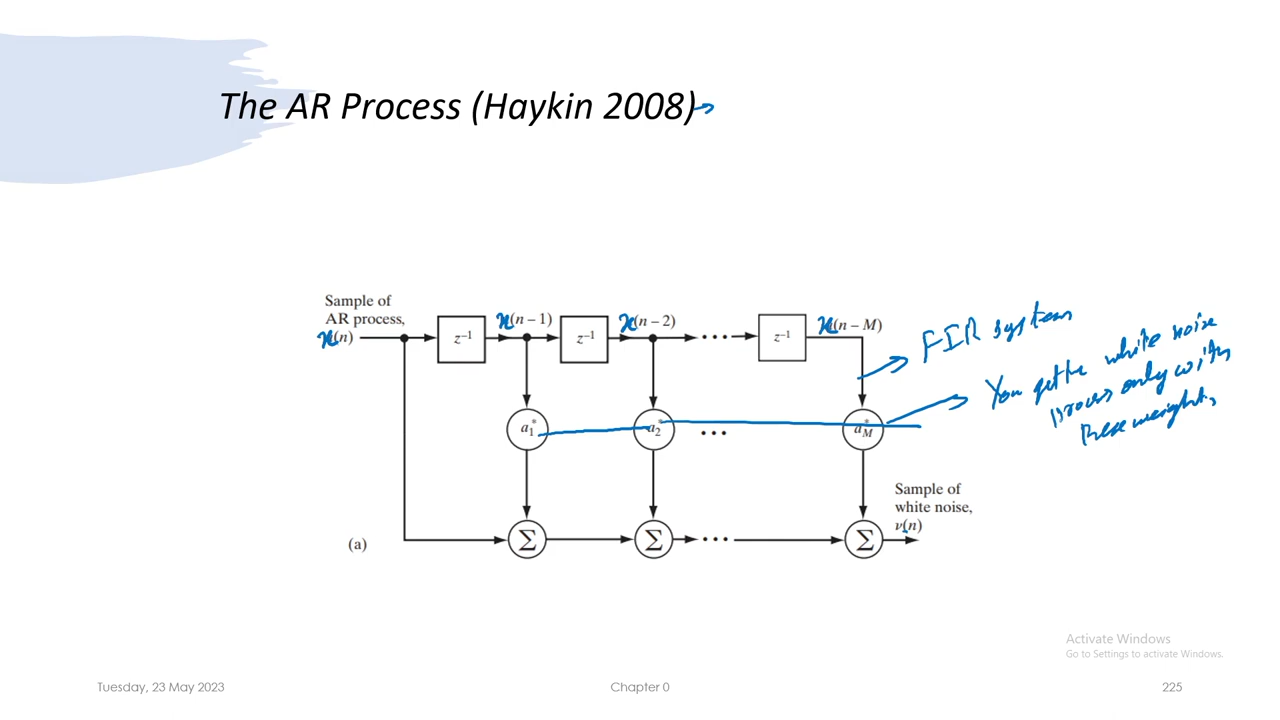 The AR Process (Haykin 2008)
Sample of
AR process,
x(n)
z⁻¹
x(n – 1)
z⁻¹
x(n – 2)
z⁻¹
x(n – M)
FIR system
You get the white noise
process only with
these weights
a₁*
a₂*
a_M*
Sample of
white noise,
ν(n)
(a)
Σ
Σ
Σ
Activate Windows
Go to Settings to activate Windows.
Tuesday, 23 May 2023
Chapter 0
225